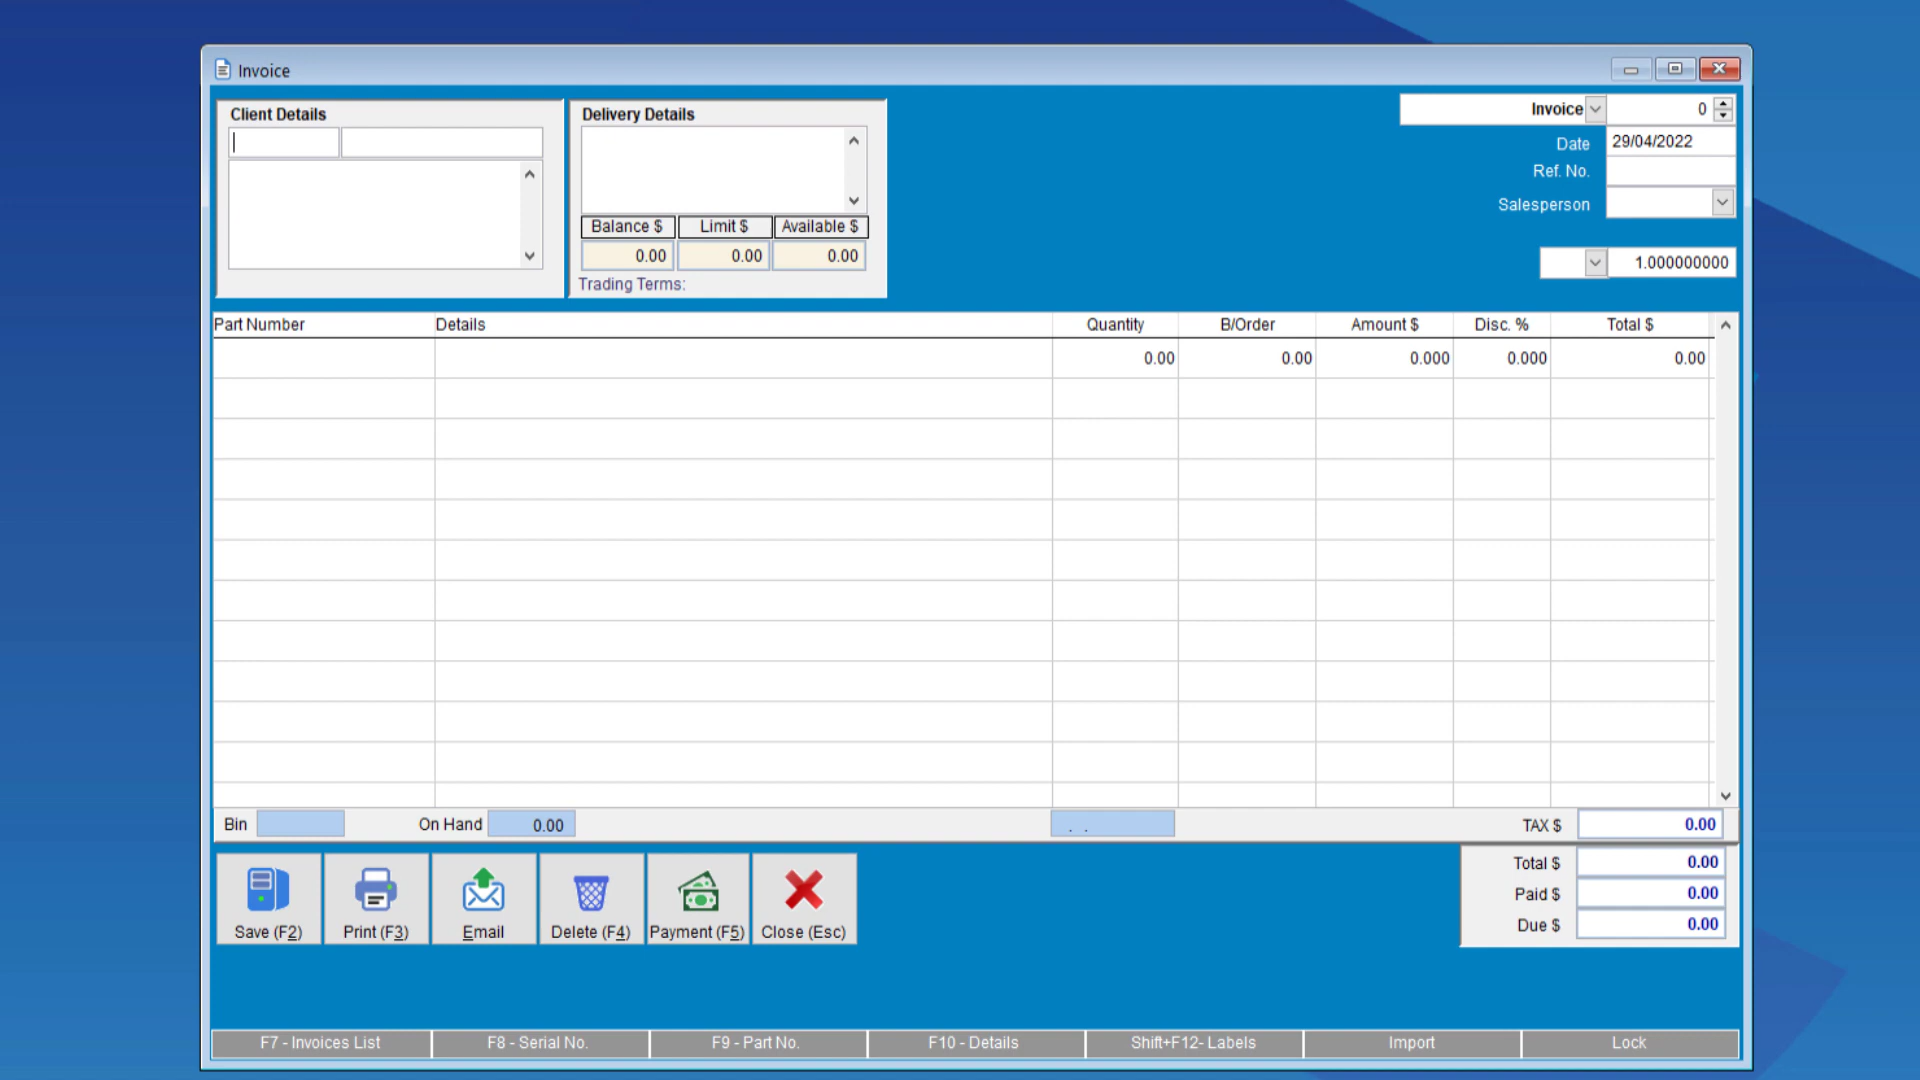 Invoice
Client Details
Delivery Details
Invoice 0
Date 29/04/2022
Ref. No.
Salesperson
Balance $ Limit $ Available $
0.00 0.00 0.00
1.000000000
Trading Terms:
Part Number Details Quantity B/Order Amount $ Disc. % Total $
0.00 0.00 0.000 0.000 0.00
Bin On Hand 0.00 . . TAX $ 0.00
Total $ 0.00
Paid $ 0.00
Due $ 0.00
Save (F2) Print (F3) Email Delete (F4) Payment (F5) Close (Esc)
F7 - Invoices List F8 - Serial No. F9 - Part No. F10 - Details Shift+F12- Labels Import Lock